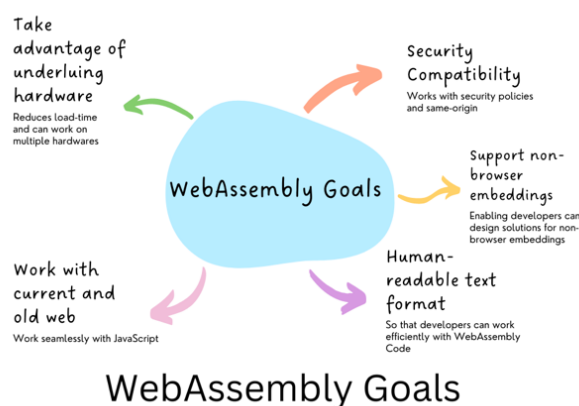 Take
advantage of
underluing
hardware
Reduces load-time
and can work on
multiple hardwares
Security
Compatibility
Works with security policies
and same-origin
WebAssembly Goals
Support non-
browser
embeddings
Enabling developers can
design solutions for non-
browser embeddings
Work with
current and
old web
Work seamlessly with JavaScript
Human-
readable text
format
So that developers can work
efficiently with WebAssembly
Code
WebAssembly Goals